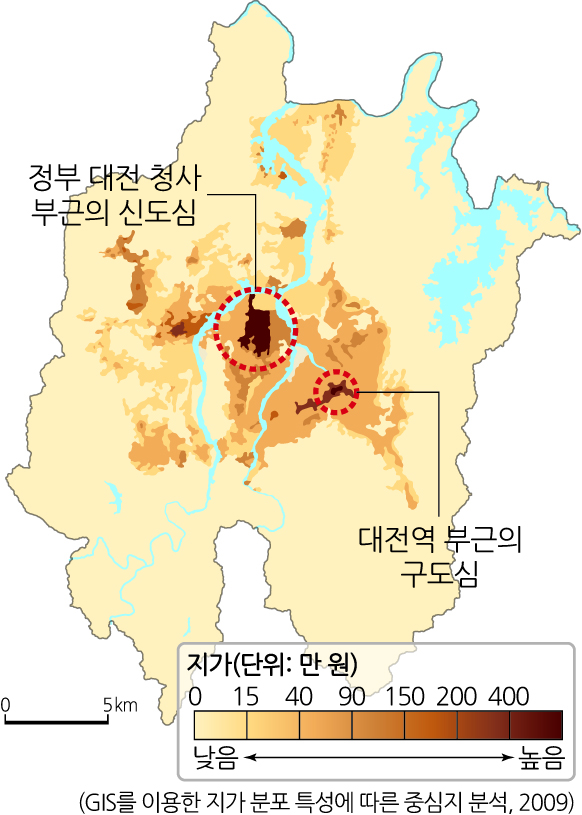 정부 대전 청사
부근의 신도심
대전역 부근의
구도심
지가(단위: 만 원)
0 15 40 90 150 200 400
낮음 높음
0 5km
(GIS를 이용한 지가 분포 특성에 따른 중심지 분석, 2009)